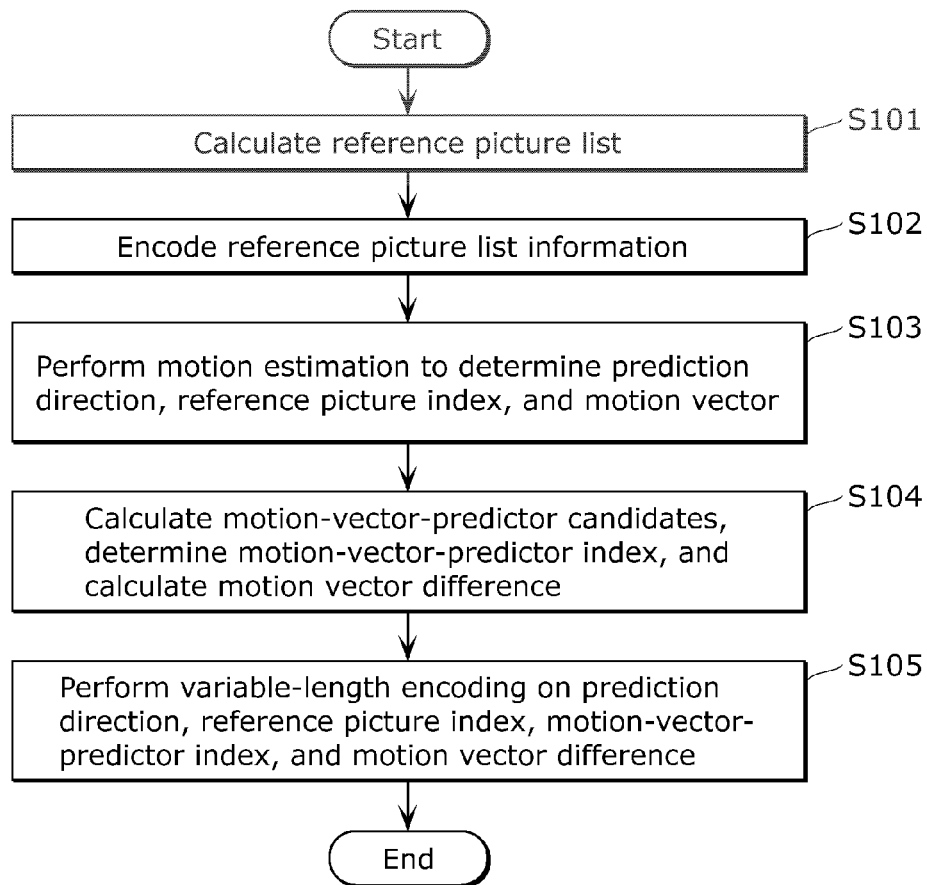 Start
S101
Calculate reference picture list
S102
Encode reference picture list information
S103
Perform motion estimation to determine prediction
direction, reference picture index, and motion vector
S104
Calculate motion-vector-predictor candidates,
determine motion-vector-predictor index, and
calculate motion vector difference
S105
Perform variable-length encoding on prediction
direction, reference picture index, motion-vector-
predictor index, and motion vector difference
End